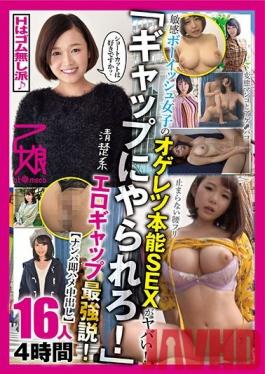 Hはゴム無し派♪
ショートカットは
好きですか?
敏感ボーイッシュ女子の
オゲレツ本能SEXがヤバい!
「ギャップにやられろ!」
止まらない腰フリ
乙娘
清楚系
エロギャップ最強説!
【ナンパ即ハメ中出し】
16人
4時間